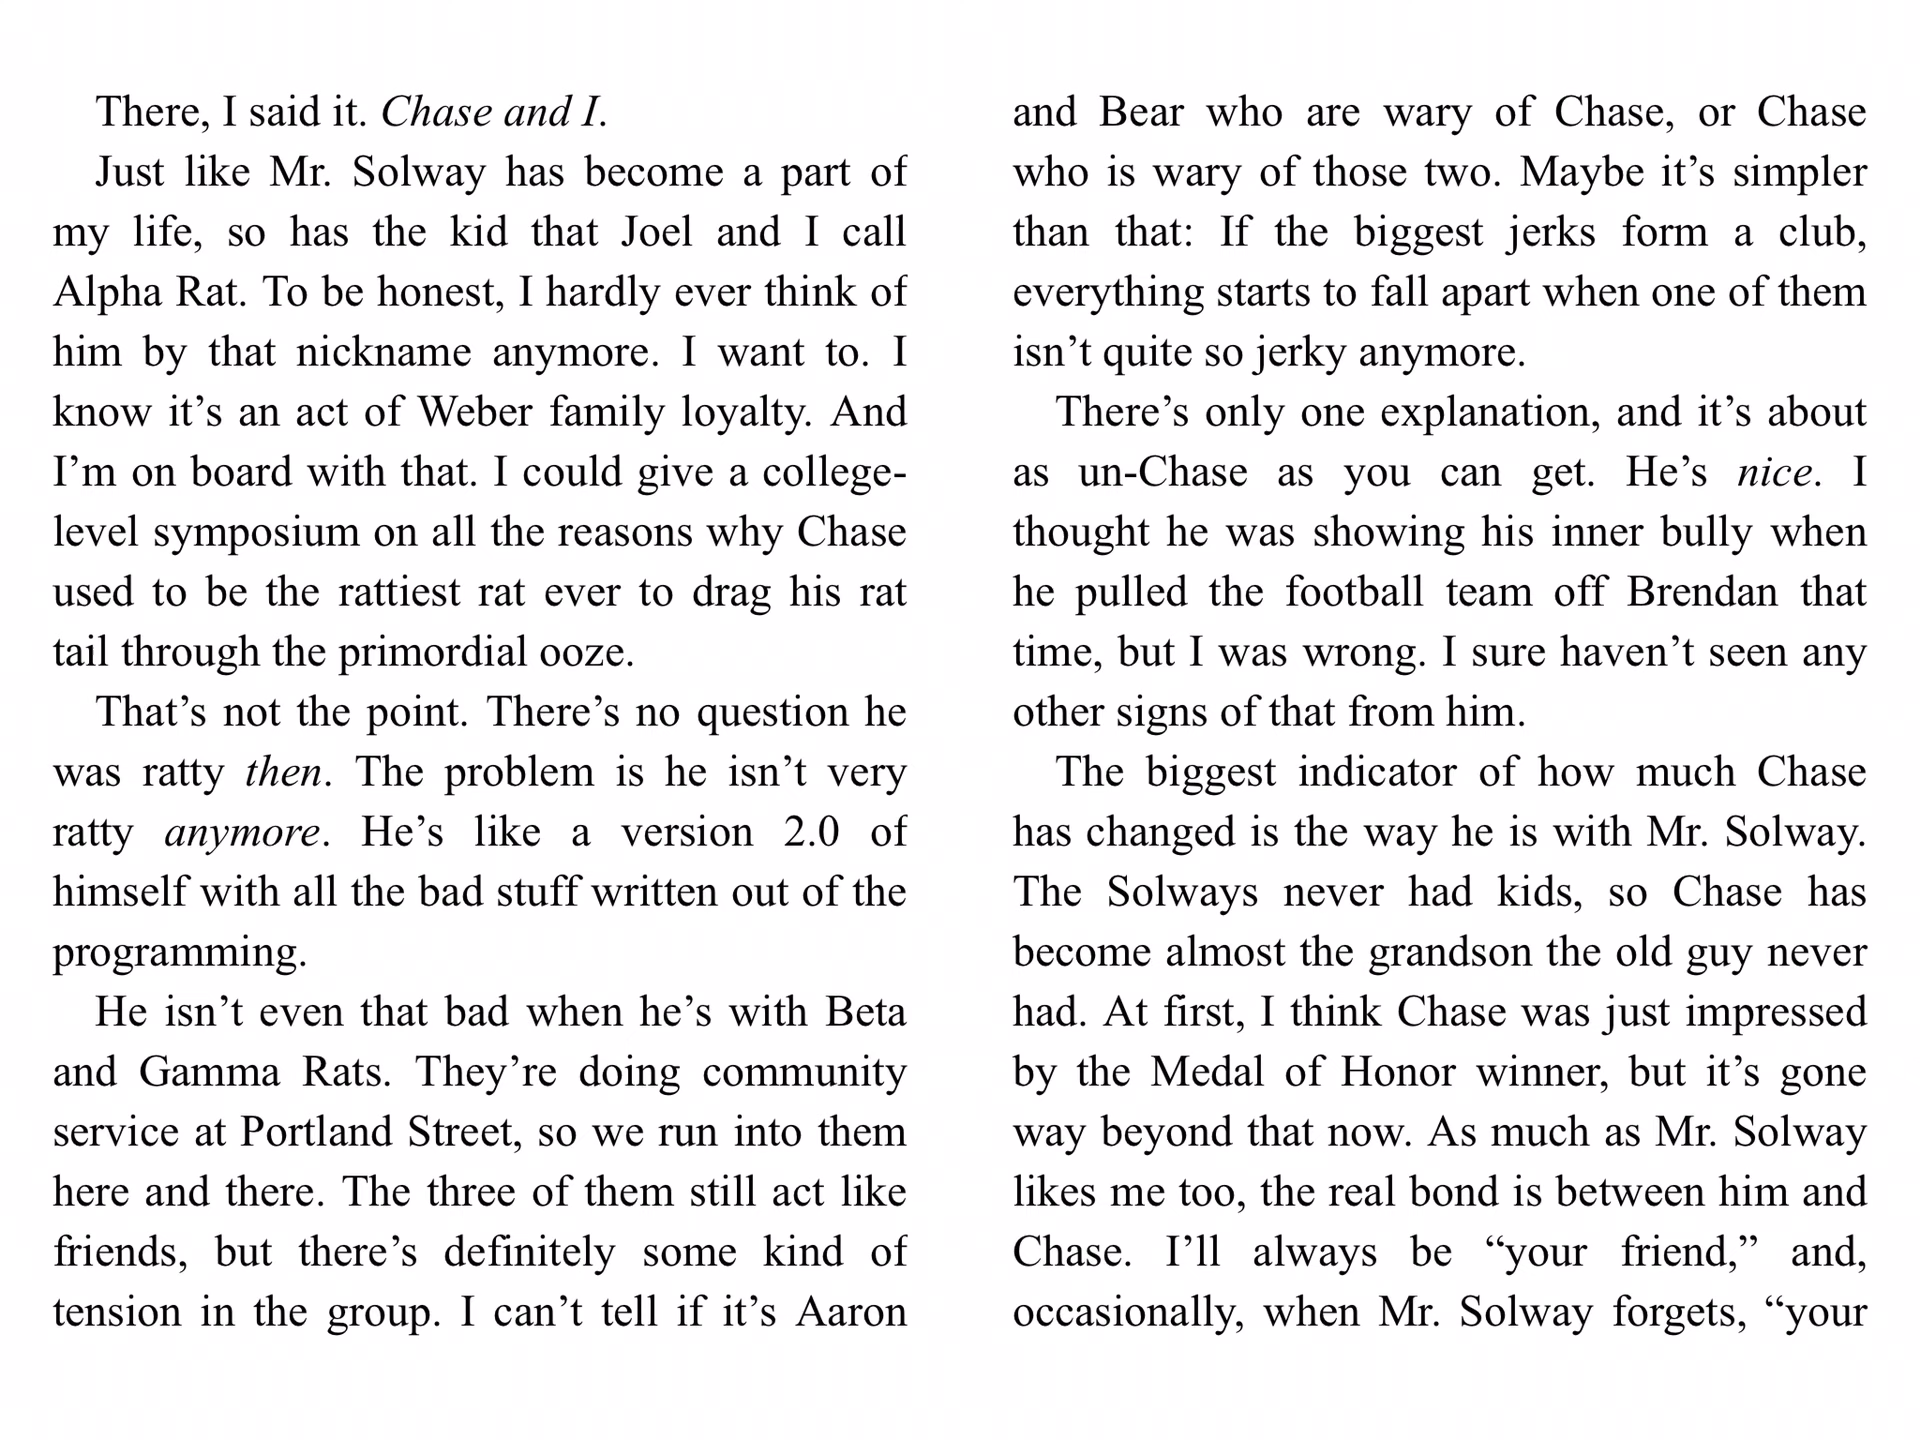 There, I said it. Chase and I.
Just like Mr. Solway has become a part of
my life, so has the kid that Joel and I call
Alpha Rat. To be honest, I hardly ever think of
him by that nickname anymore. I want to. I
know it’s an act of Weber family loyalty. And
I’m on board with that. I could give a college-
level symposium on all the reasons why Chase
used to be the rattiest rat ever to drag his rat
tail through the primordial ooze.
That’s not the point. There’s no question he
was ratty then. The problem is he isn’t very
ratty anymore. He’s like a version 2.0 of
himself with all the bad stuff written out of the
programming.
He isn’t even that bad when he’s with Beta
and Gamma Rats. They’re doing community
service at Portland Street, so we run into them
here and there. The three of them still act like
friends, but there’s definitely some kind of
tension in the group. I can’t tell if it’s Aaron
and Bear who are wary of Chase, or Chase
who is wary of those two. Maybe it’s simpler
than that: If the biggest jerks form a club,
everything starts to fall apart when one of them
isn’t quite so jerky anymore.
There’s only one explanation, and it’s about
as un-Chase as you can get. He’s nice. I
thought he was showing his inner bully when
he pulled the football team off Brendan that
time, but I was wrong. I sure haven’t seen any
other signs of that from him.
The biggest indicator of how much Chase
has changed is the way he is with Mr. Solway.
The Solways never had kids, so Chase has
become almost the grandson the old guy never
had. At first, I think Chase was just impressed
by the Medal of Honor winner, but it’s gone
way beyond that now. As much as Mr. Solway
likes me too, the real bond is between him and
Chase. I’ll always be “your friend,” and,
occasionally, when Mr. Solway forgets, “your